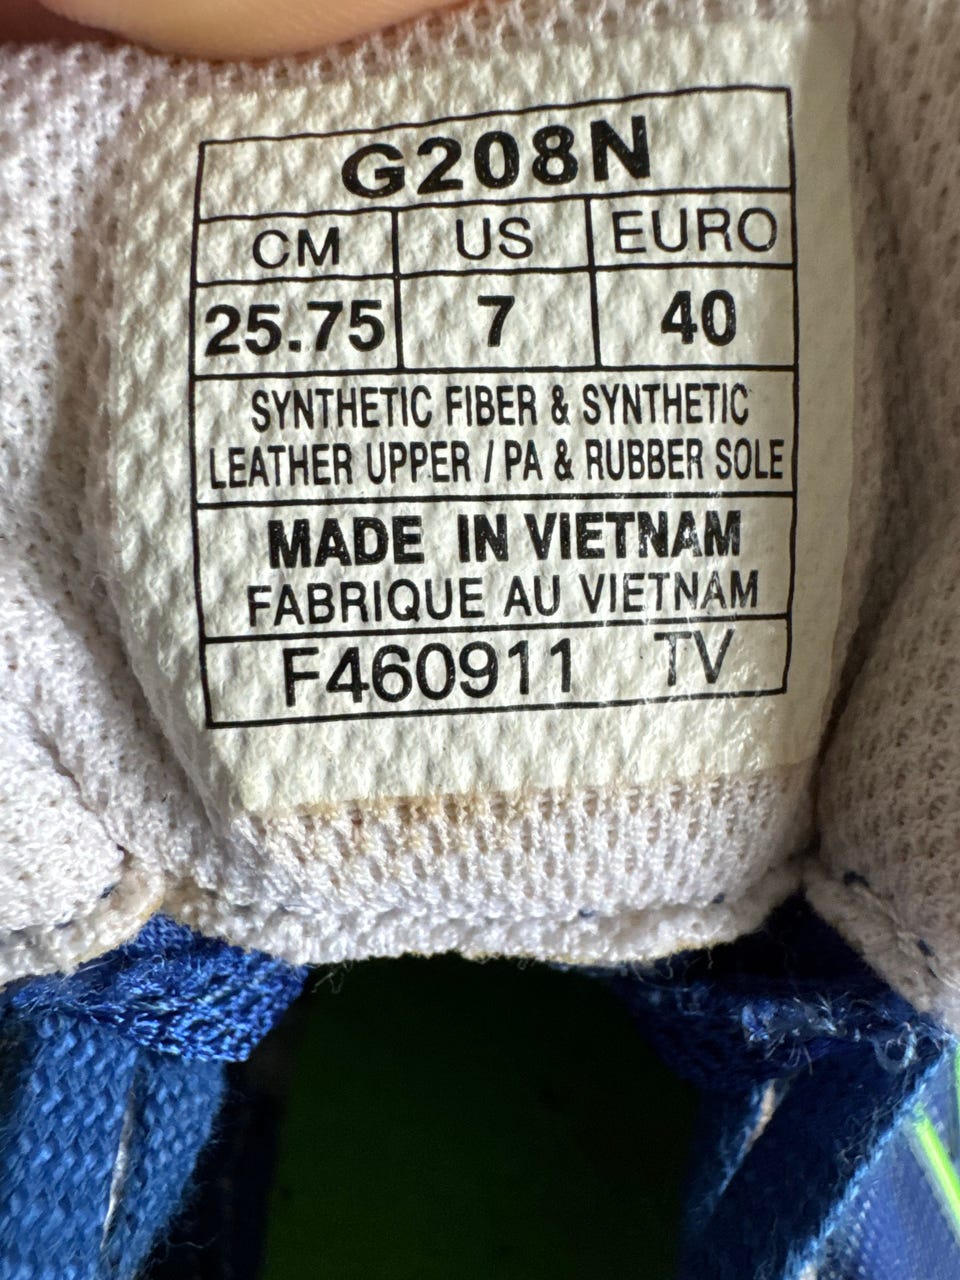 G208N
CM US EURO
25.75 7 40
SYNTHETIC FIBER & SYNTHETIC
LEATHER UPPER / PA & RUBBER SOLE
MADE IN VIETNAM
FABRIQUE AU VIETNAM
F460911 TV